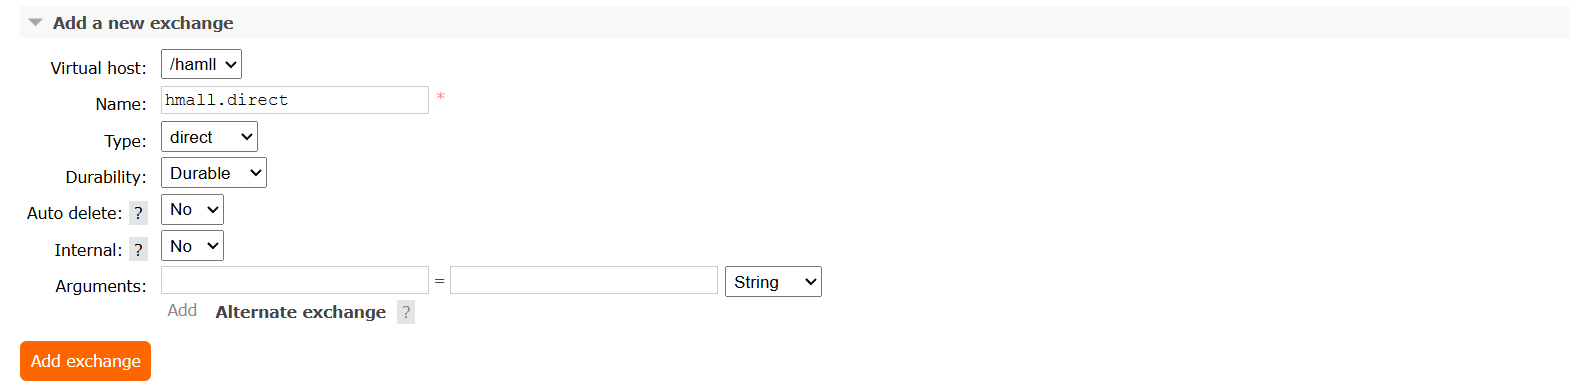 Add a new exchange
Virtual host: /hamll
Name: hmall.direct *
Type: direct
Durability: Durable
Auto delete: ? No
Internal: ? No
Arguments: = String
Add Alternate exchange ?
Add exchange